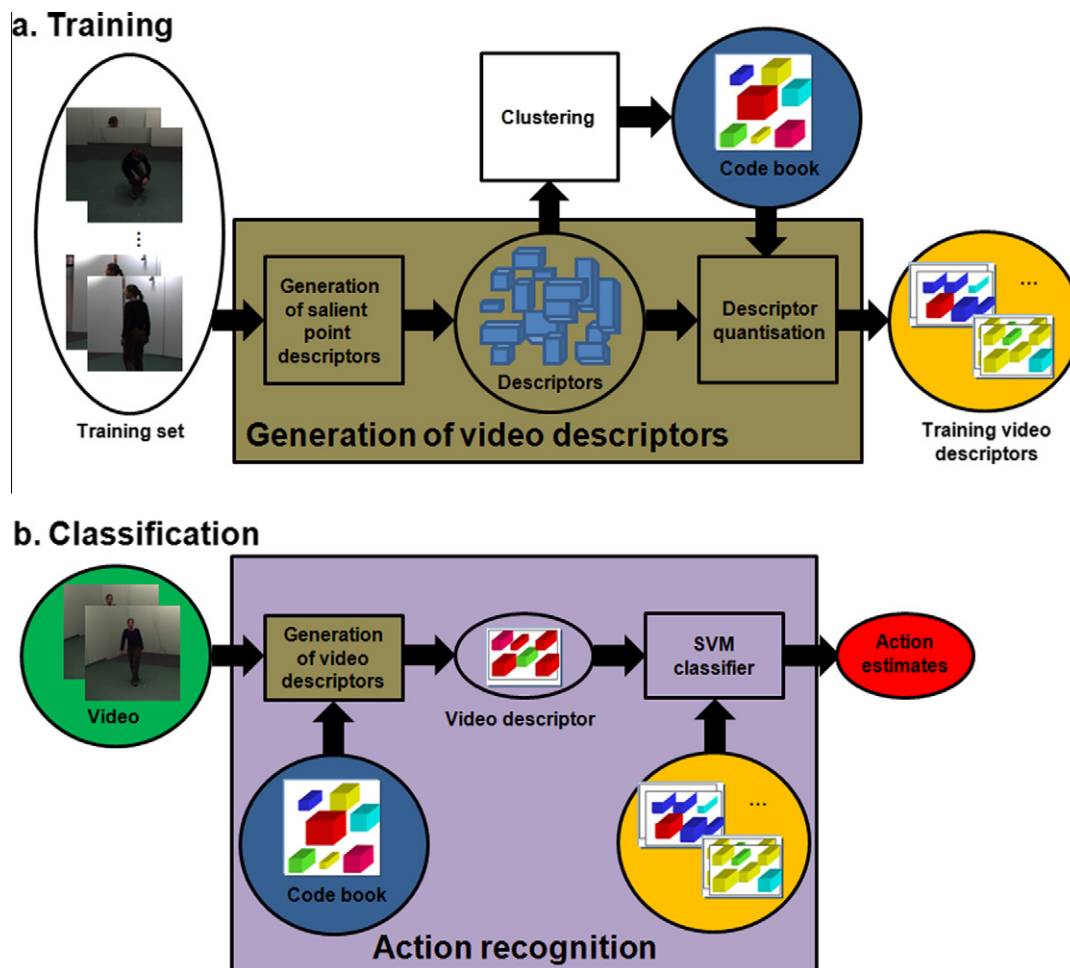 a. Training
Clustering
Code book
Generation
of salient
point
descriptors
Descriptors
Descriptor
quantisation
...
...
Training set
Generation of video descriptors
Training video
descriptors
b. Classification
Video
Generation
of video
descriptors
Video descriptor
SVM
classifier
Action
estimates
Code book
...
Action recognition